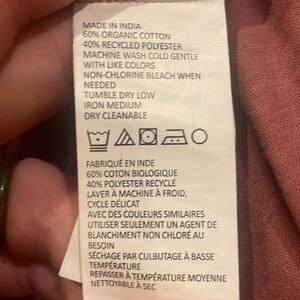 MADE IN INDIA
60% ORGANIC COTTON
40% RECYCLED POLYESTER
MACHINE WASH COLD GENTLE
WITH LIKE COLORS
NON-CHLORINE BLEACH WHEN
NEEDED
TUMBLE DRY LOW
IRON MEDIUM
DRY CLEANABLE
FABRIQUÉ EN INDE
60% COTON BIOLOGIQUE
40% POLYESTER RECYCLÉ
LAVER À MACHINE À FROID,
CYCLE DÉLICAT
AVEC DES COULEURS SIMILAIRES
UTILISER SEULEMENT UN AGENT DE
BLANCHIMENT NON CHLORÉ AU
BESOIN
SÉCHAGE PAR CULBUTAGE À BASSE
TEMPÉRATURE
REPASSER À TEMPÉRATURE MOYENNE
NETTOYABLE À SEC